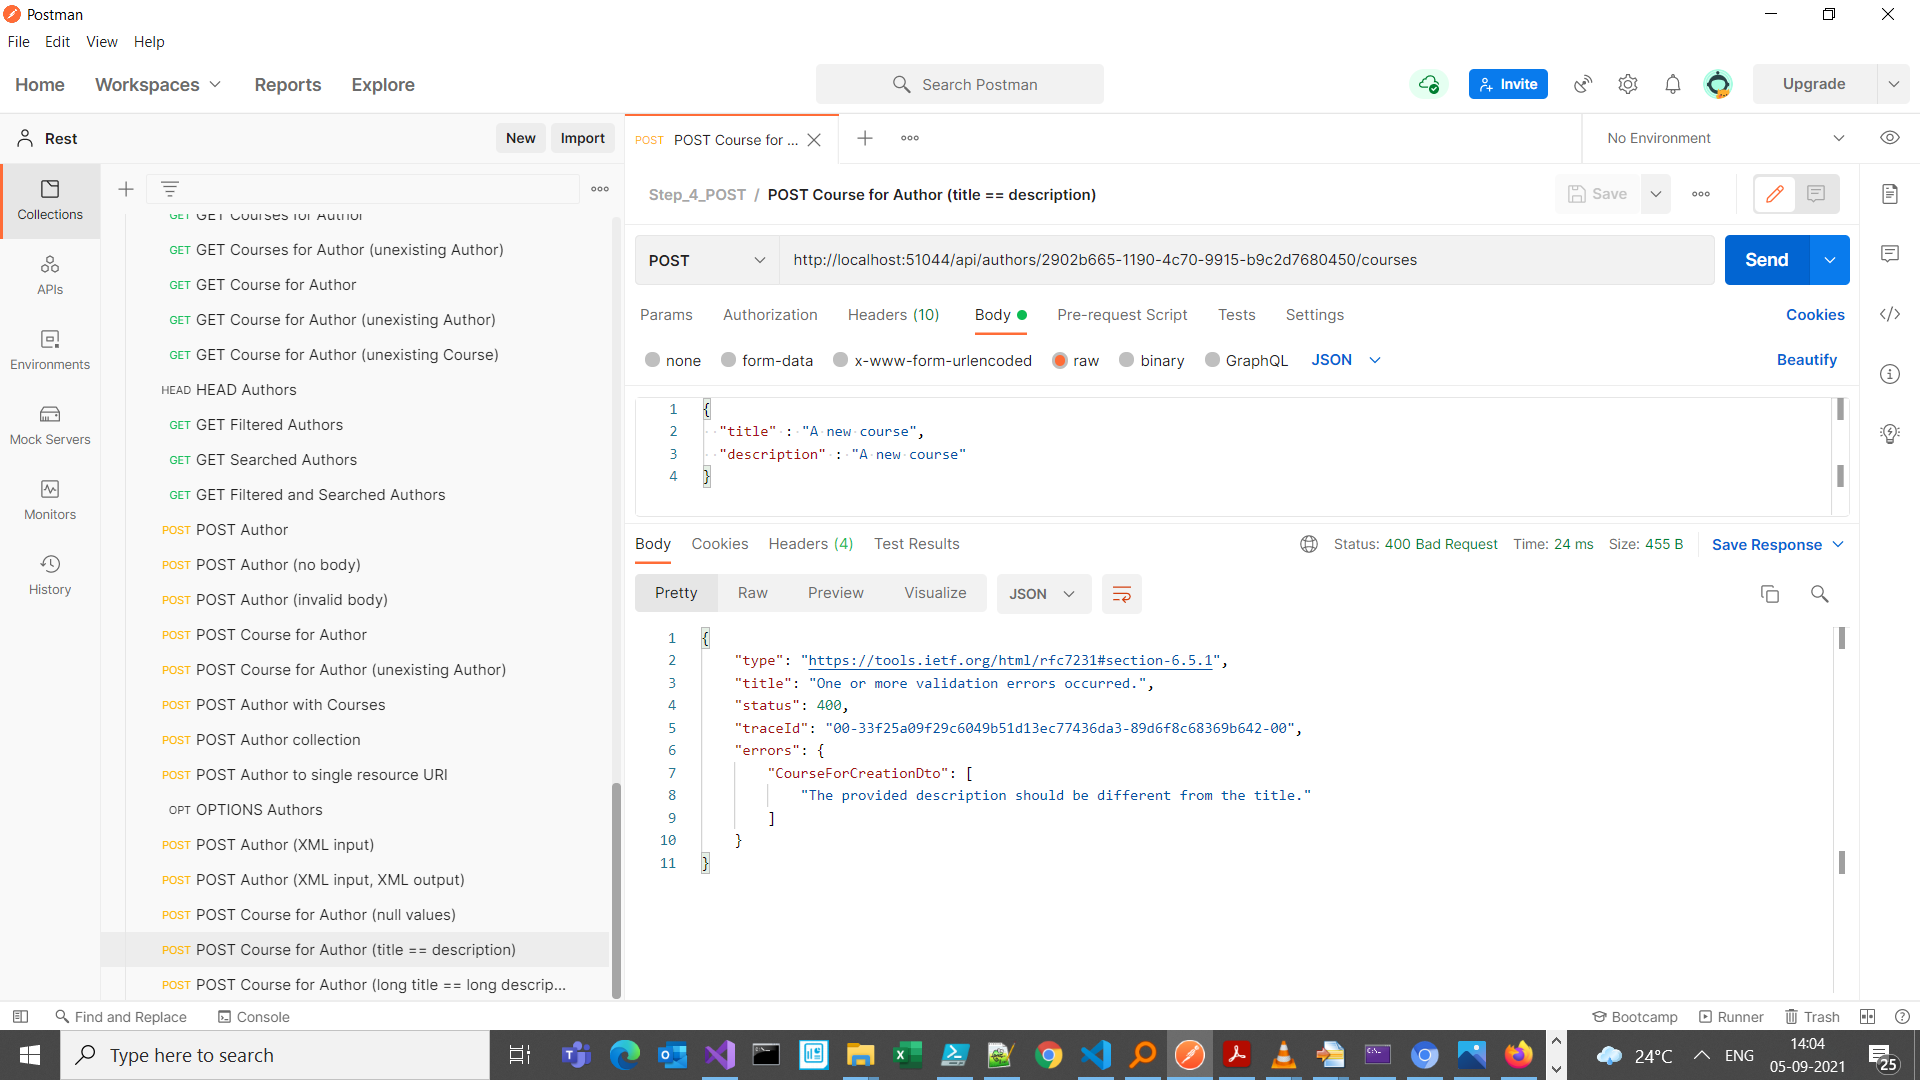 Postman
File Edit View Help
Home Workspaces Reports Explore
Search Postman
Invite
Upgrade
Rest
New Import
POST POST Course for ...
No Environment
Collections
APIs
Environments
Mock Servers
Monitors
History
GET GET Courses for Author
GET GET Courses for Author (unexisting Author)
GET GET Course for Author
GET GET Course for Author (unexisting Author)
GET GET Course for Author (unexisting Course)
HEAD HEAD Authors
GET GET Filtered Authors
GET GET Searched Authors
GET GET Filtered and Searched Authors
POST POST Author
POST POST Author (no body)
POST POST Author (invalid body)
POST POST Course for Author
POST POST Course for Author (unexisting Author)
POST POST Author with Courses
POST POST Author collection
POST POST Author to single resource URI
OPT OPTIONS Authors
POST POST Author (XML input)
POST POST Author (XML input, XML output)
POST POST Course for Author (null values)
POST POST Course for Author (title == description)
POST POST Course for Author (long title == long descrip...
Step_4_POST / POST Course for Author (title == description)
Save
POST http://localhost:51044/api/authors/2902b665-1190-4c70-9915-b9c2d7680450/courses
Send
Params Authorization Headers (10) Body Pre-request Script Tests Settings
Cookies
none form-data x-www-form-urlencoded raw binary GraphQL JSON
Beautify
1 {
2 "title" : "A new course",
3 "description" : "A new course"
4 }
Body Cookies Headers (4) Test Results
Status: 400 Bad Request Time: 24 ms Size: 455 B Save Response
Pretty Raw Preview Visualize JSON
1 {
2 "type": "https://tools.ietf.org/html/rfc7231#section-6.5.1",
3 "title": "One or more validation errors occurred.",
4 "status": 400,
5 "traceId": "00-33f25a09f29c6049b51d13ec77436da3-89d6f8c68369b642-00",
6 "errors": {
7 "CourseForCreationDto": [
8 "The provided description should be different from the title."
9 ]
10 }
11 }
Find and Replace Console
Bootcamp Runner Trash
Type here to search
24°C ENG
14:04
05-09-2021
25